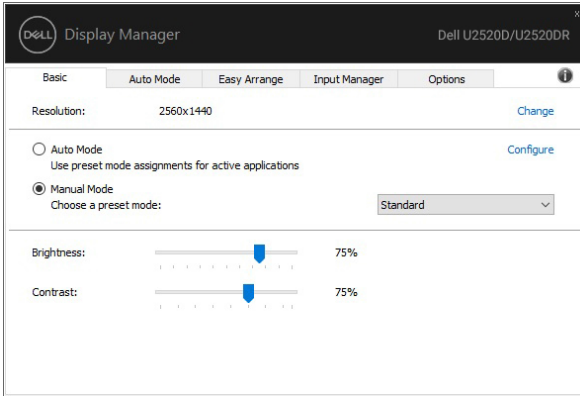 DELL Display Manager Dell U2520D/U2520DR
Basic Auto Mode Easy Arrange Input Manager Options
Resolution: 2560x1440 Change
Auto Mode Configure
Use preset mode assignments for active applications
Manual Mode
Choose a preset mode: Standard
Brightness: 75%
Contrast: 75%